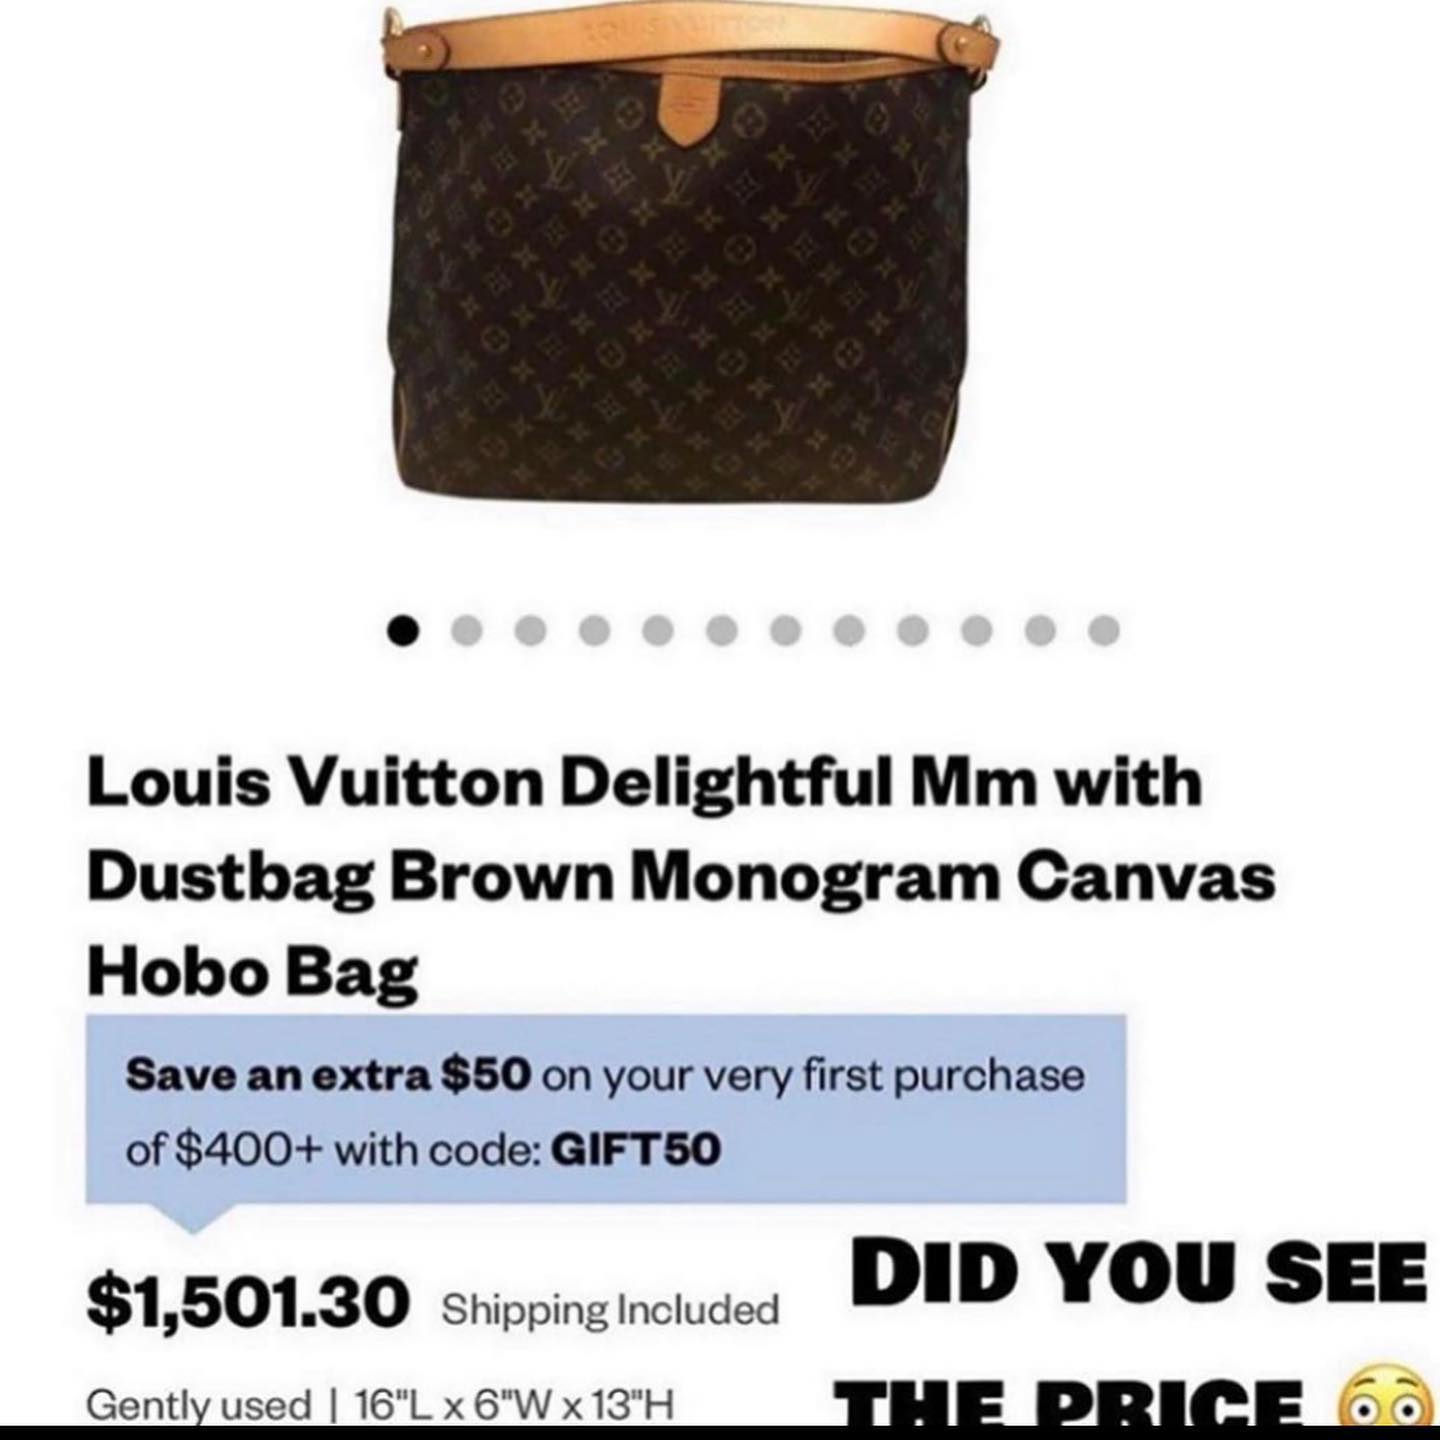 LOUIS VUITTON
Louis Vuitton Delightful Mm with
Dustbag Brown Monogram Canvas
Hobo Bag
Save an extra $50 on your very first purchase
of $400+ with code: GIFT50
$1,501.30 Shipping Included
DID YOU SEE
THE PRICE 😳
Gently used | 16"L x 6"W x 13"H